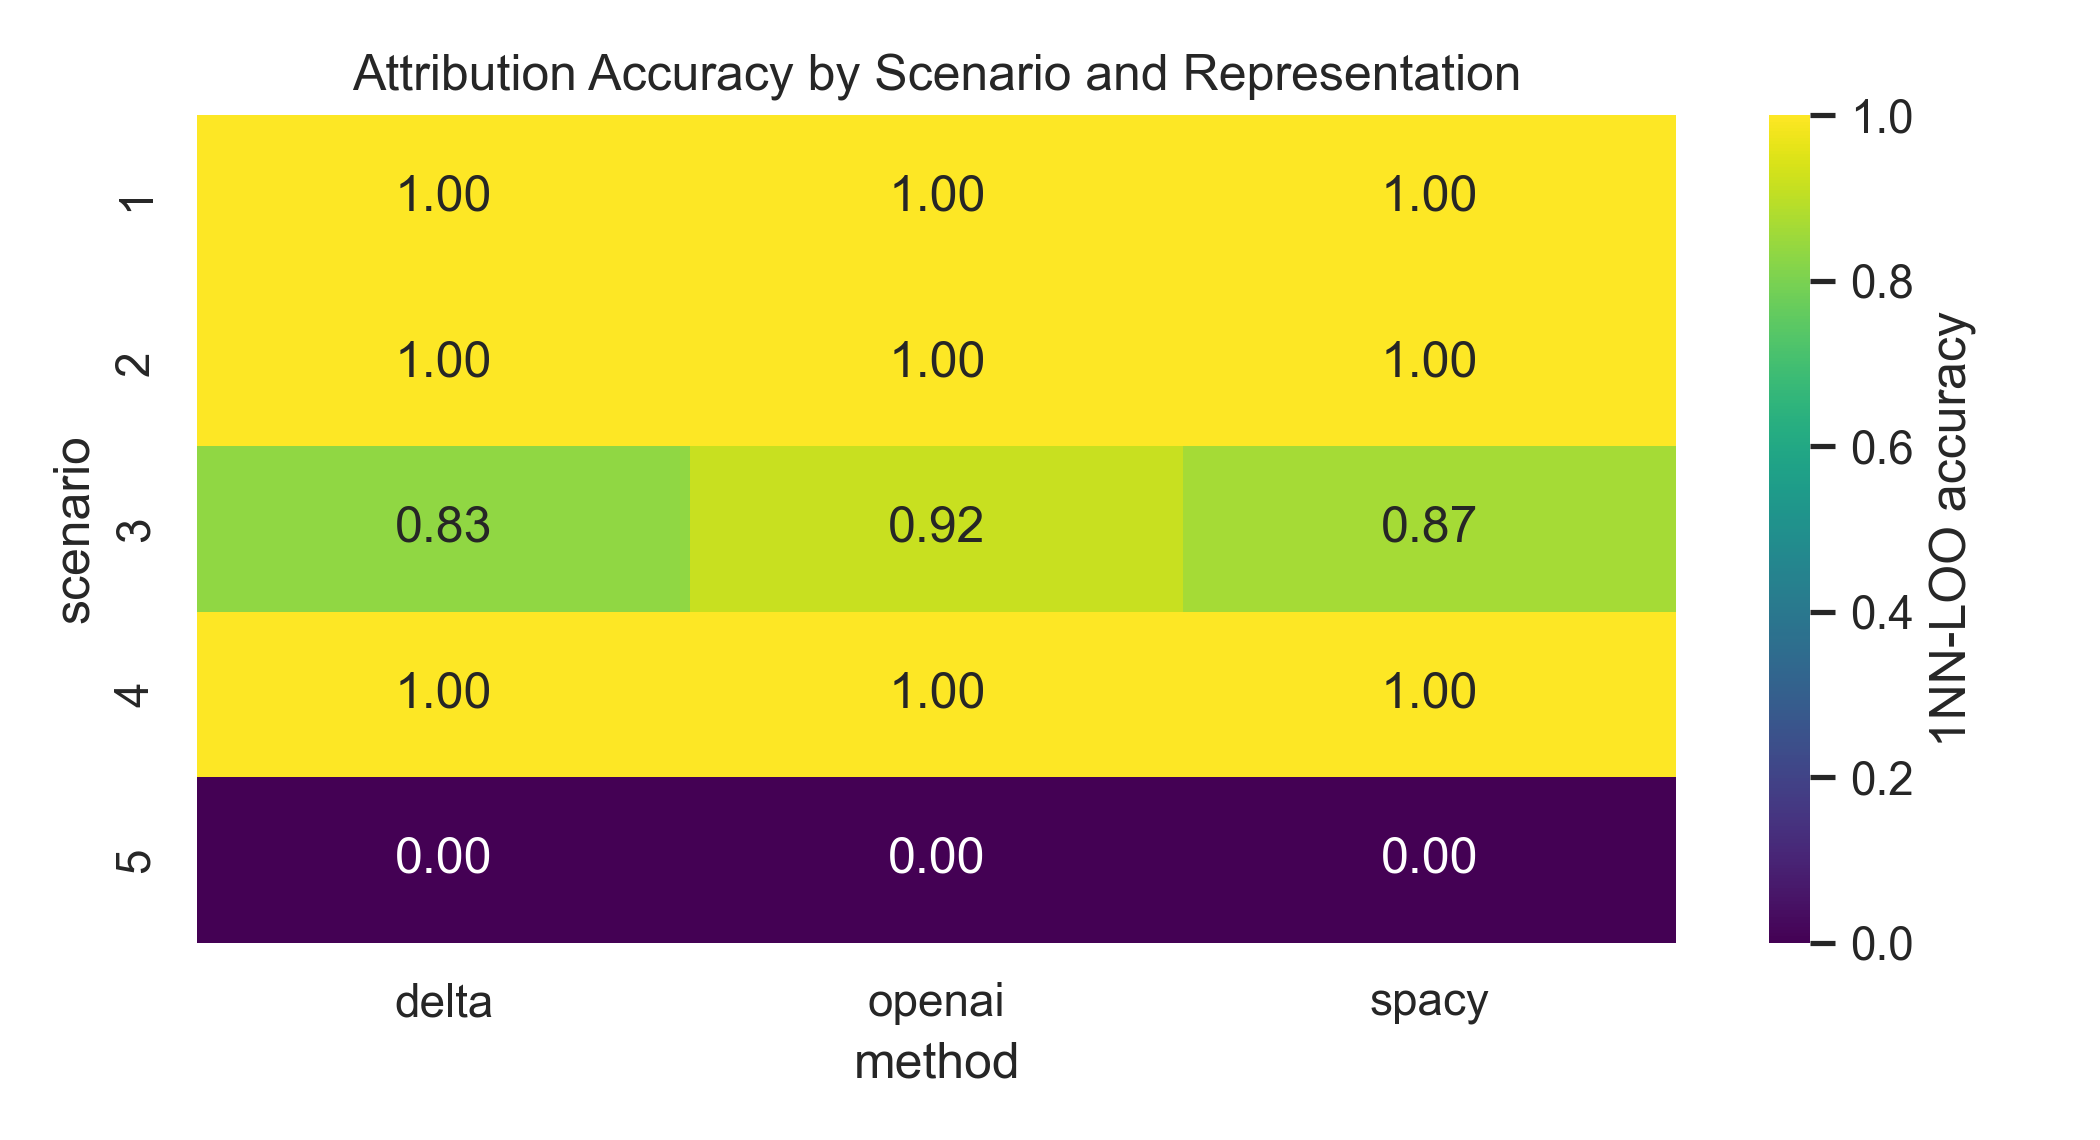 Attribution Accuracy by Scenario and Representation
1.00 1.00 1.00
1.00 1.00 1.00
0.83 0.92 0.87
1.00 1.00 1.00
0.00 0.00 0.00
1
2
3
4
5
scenario
delta openai spacy
method
1.0
0.8
0.6
0.4
0.2
0.0
1NN-LOO accuracy